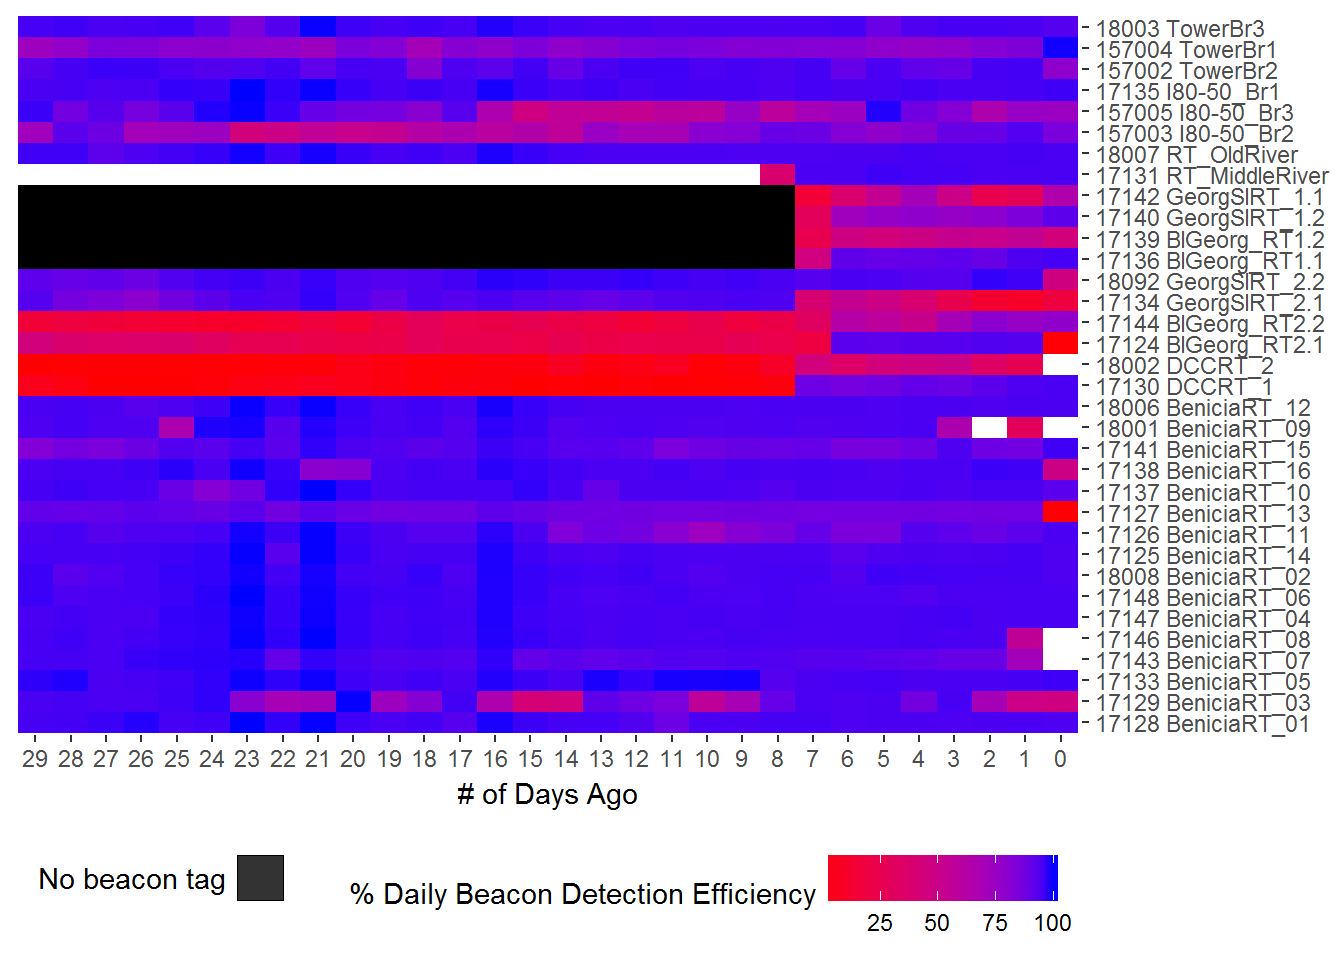 18003 TowerBr3
157004 TowerBr1
157002 TowerBr2
17135 I80-50_Br1
157005 I80-50_Br3
157003 I80-50_Br2
18007 RT_OldRiver
17131 RT_MiddleRiver
17142 GeorgSlRT_1.1
17140 GeorgSlRT_1.2
17139 BlGeorg_RT1.2
17136 BlGeorg_RT1.1
18092 GeorgSlRT_2.2
17134 GeorgSlRT_2.1
17144 BlGeorg_RT2.2
17124 BlGeorg_RT2.1
18002 DCCRT_2
17130 DCCRT_1
18006 BeniciaRT_12
18001 BeniciaRT_09
17141 BeniciaRT_15
17138 BeniciaRT_16
17137 BeniciaRT_10
17127 BeniciaRT_13
17126 BeniciaRT_11
17125 BeniciaRT_14
18008 BeniciaRT_02
17148 BeniciaRT_06
17147 BeniciaRT_04
17146 BeniciaRT_08
17143 BeniciaRT_07
17133 BeniciaRT_05
17129 BeniciaRT_03
17128 BeniciaRT_01
29 28 27 26 25 24 23 22 21 20 19 18 17 16 15 14 13 12 11 10 9 8 7 6 5 4 3 2 1 0
# of Days Ago
No beacon tag
% Daily Beacon Detection Efficiency
25 50 75 100